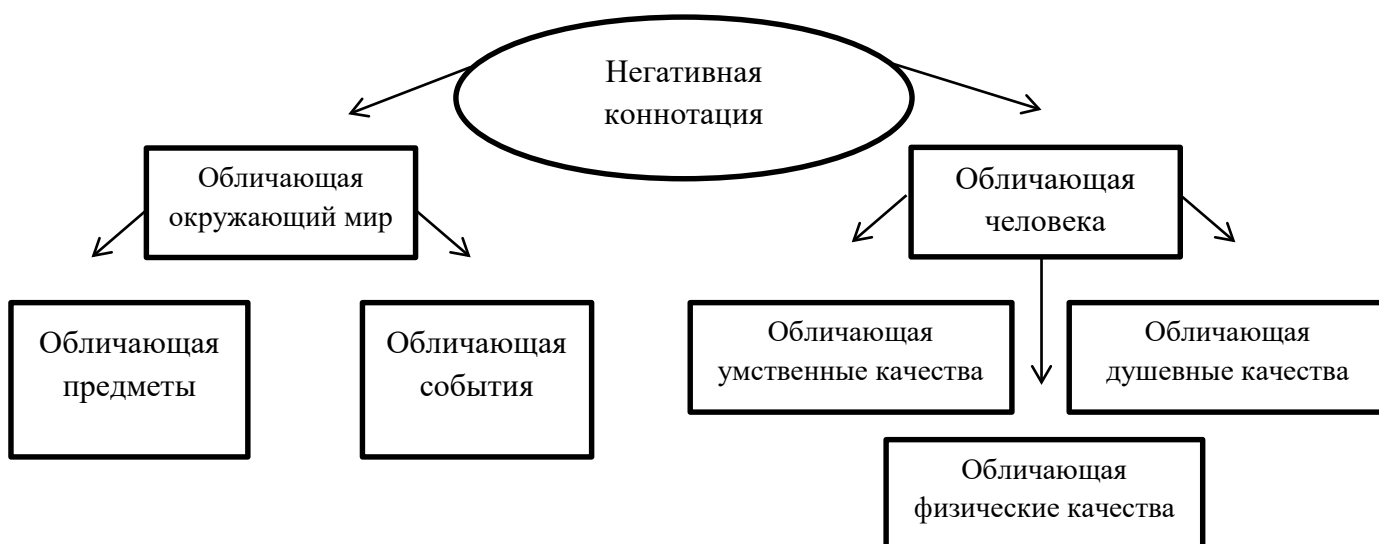 Негативная
коннотация
Обличающая
окружающий мир
Обличающая
человека
Обличающая
предметы
Обличающая
события
Обличающая
умственные качества
Обличающая
душевные качества
Обличающая
физические качества